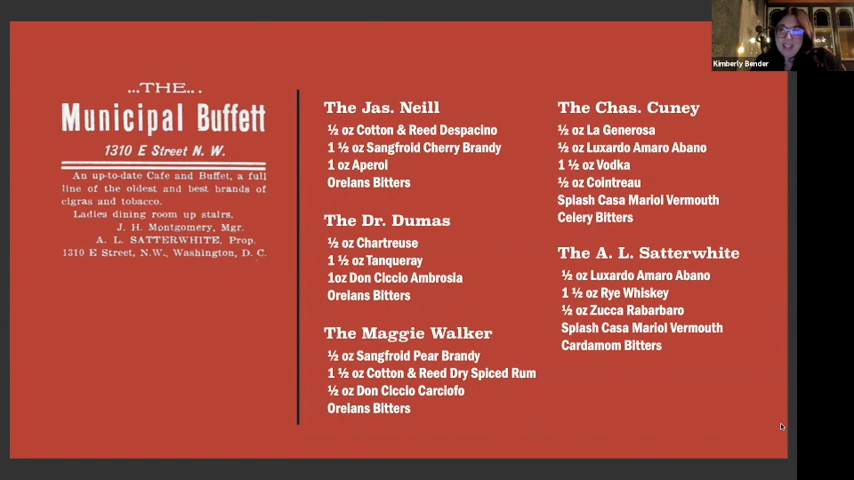 ...THE...
Municipal Buffett
1310 E Street N. W.
An up-to-date Cafe and Buffet, a full
line of the oldest and best brands of
cigras and tobacco.
Ladies dining room up stairs.
J. H. Montgomery, Mgr.
A. L. SATTERWHITE, Prop.
1310 E Street, N.W., Washington, D. C.
The Jas. Neill
½ oz Cotton & Reed Despacino
1 ½ oz Sangfroid Cherry Brandy
1 oz Aperol
Orelans Bitters
The Dr. Dumas
½ oz Chartreuse
1 ½ oz Tanqueray
1oz Don Ciccio Ambrosia
Orelans Bitters
The Maggie Walker
½ oz Sangfroid Pear Brandy
1 ½ oz Cotton & Reed Dry Spiced Rum
½ oz Don Ciccio Carciofo
Orelans Bitters
The Chas. Cuney
½ oz La Generosa
½ oz Luxardo Amaro Abano
1 ½ oz Vodka
½ oz Cointreau
Splash Casa Mariol Vermouth
Celery Bitters
The A. L. Satterwhite
½ oz Luxardo Amaro Abano
1 ½ oz Rye Whiskey
½ oz Zucca Rabarbaro
Splash Casa Mariol Vermouth
Cardamom Bitters
Kimberly Bender